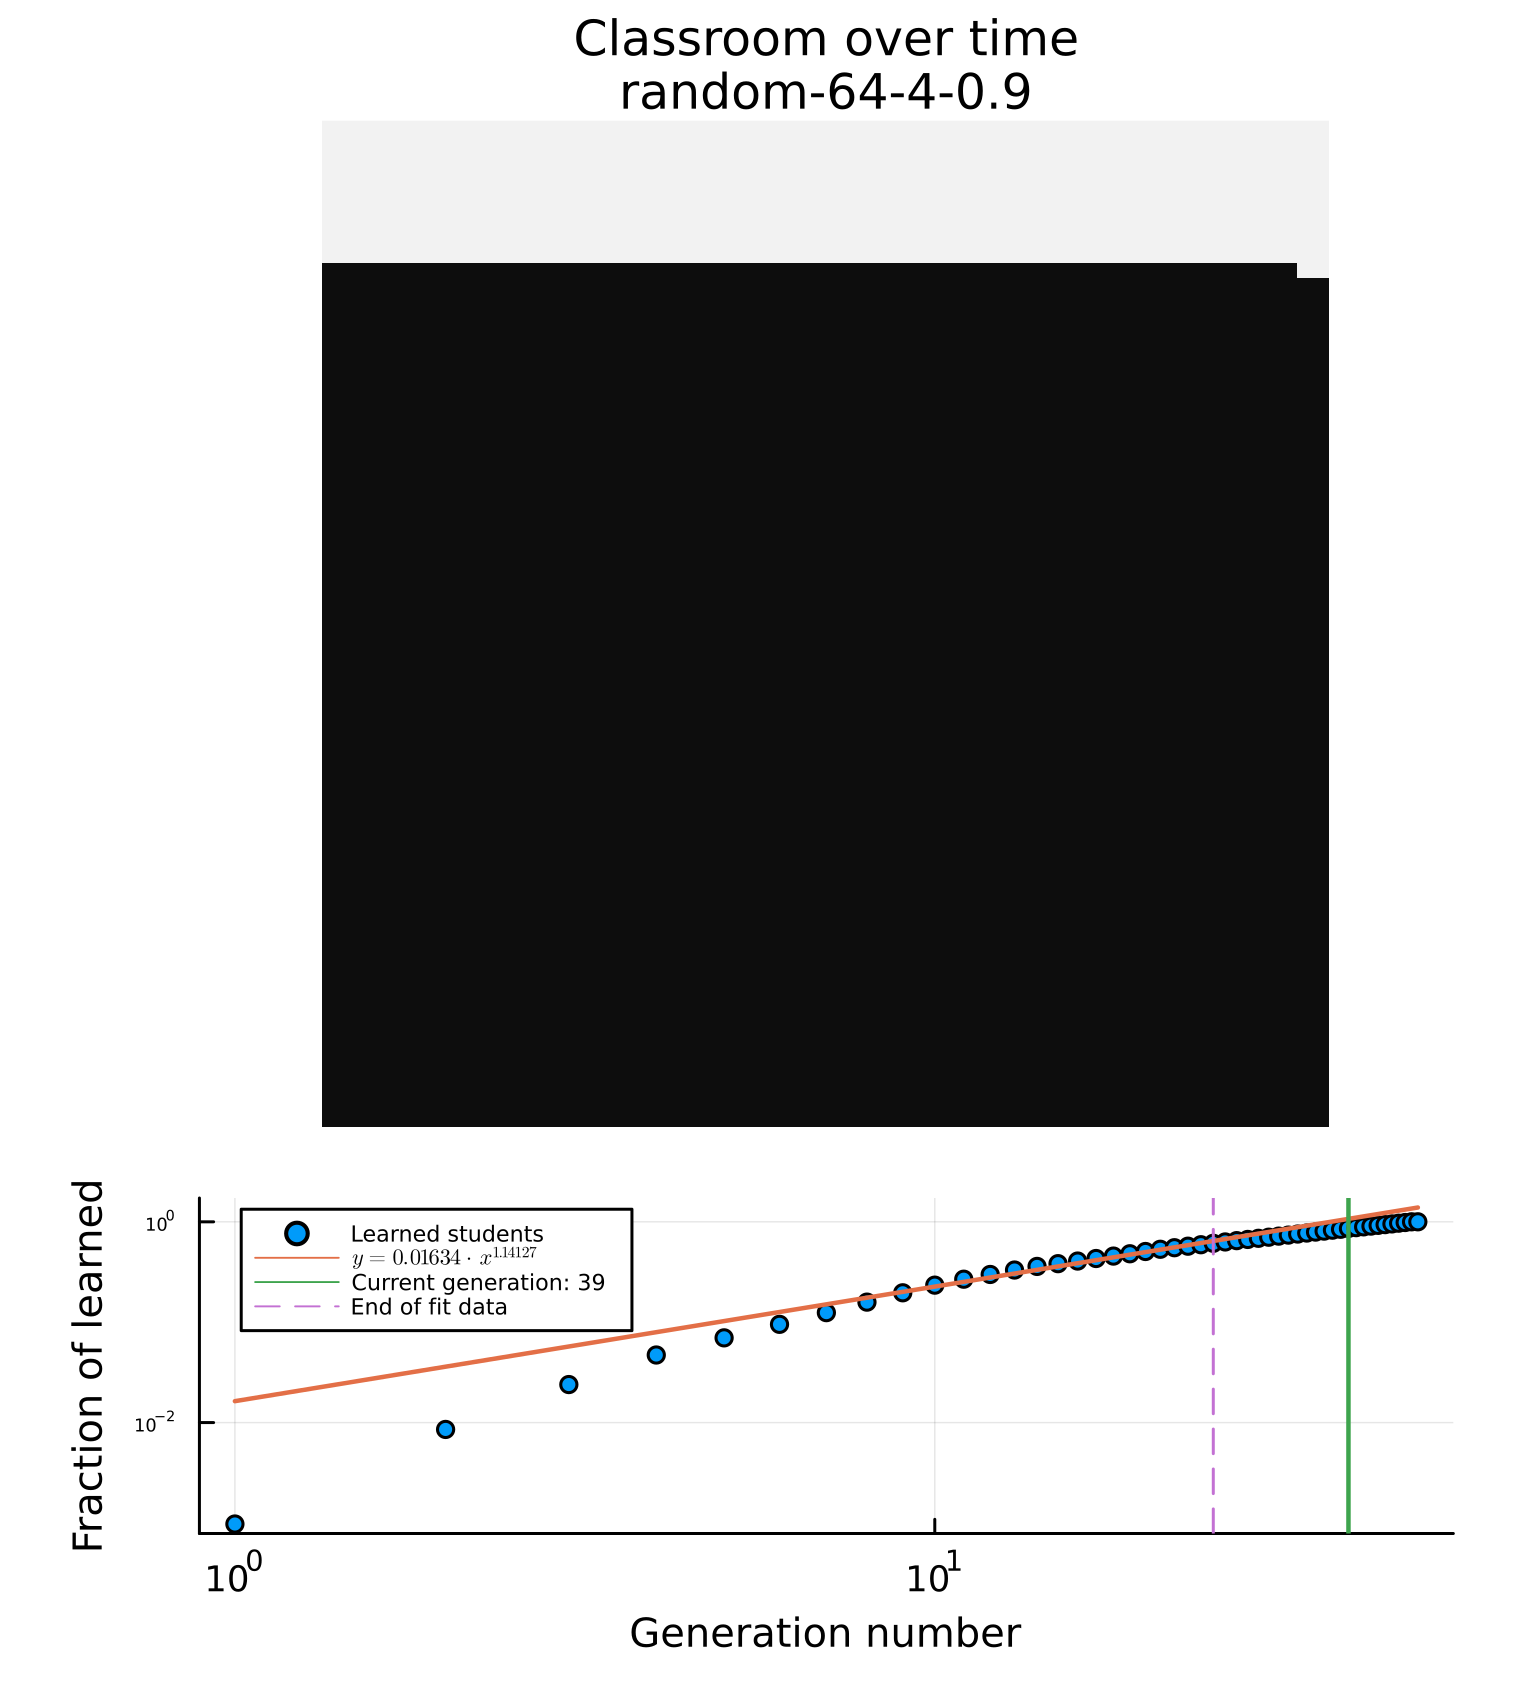 Classroom over time
random-64-4-0.9
Fraction of learned
10^0
10^-2
Learned students
y = 0.01634 · x^1.14127
Current generation: 39
End of fit data
10^0
10^1
Generation number